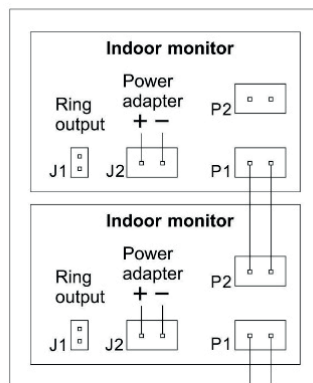 Indoor monitor
Power
adapter
P2
Ring
output
+ −
J1
J2
P1
Indoor monitor
Power
adapter
P2
Ring
output
+ −
J1
J2
P1